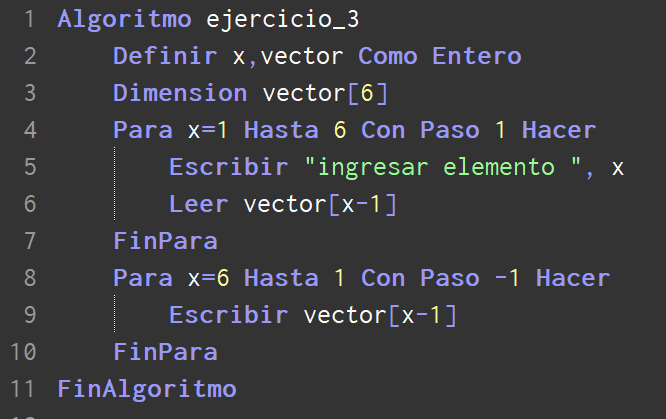 1 Algoritmo ejercicio_3
2 Definir x,vector Como Entero
3 Dimension vector[6]
4 Para x=1 Hasta 6 Con Paso 1 Hacer
5 Escribir "ingresar elemento ", x
6 Leer vector[x-1]
7 FinPara
8 Para x=6 Hasta 1 Con Paso -1 Hacer
9 Escribir vector[x-1]
10 FinPara
11 FinAlgoritmo